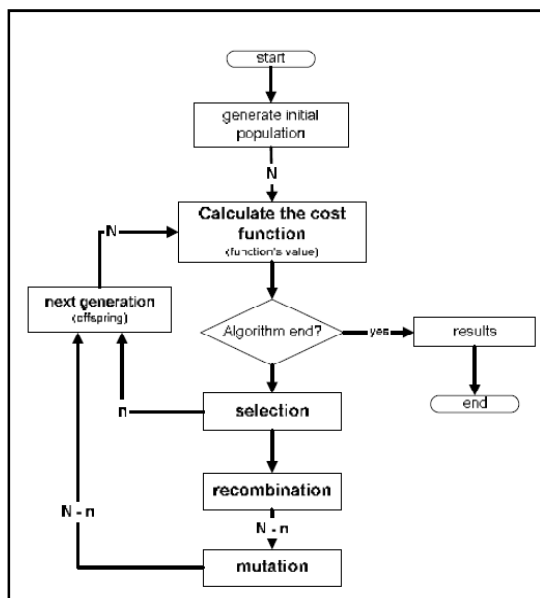 start
generate initial
population
N
Calculate the cost
function
(function's value)
N
next generation
(offspring)
Algorithm end?
yes
results
end
n
selection
recombination
N - n
N - n
mutation